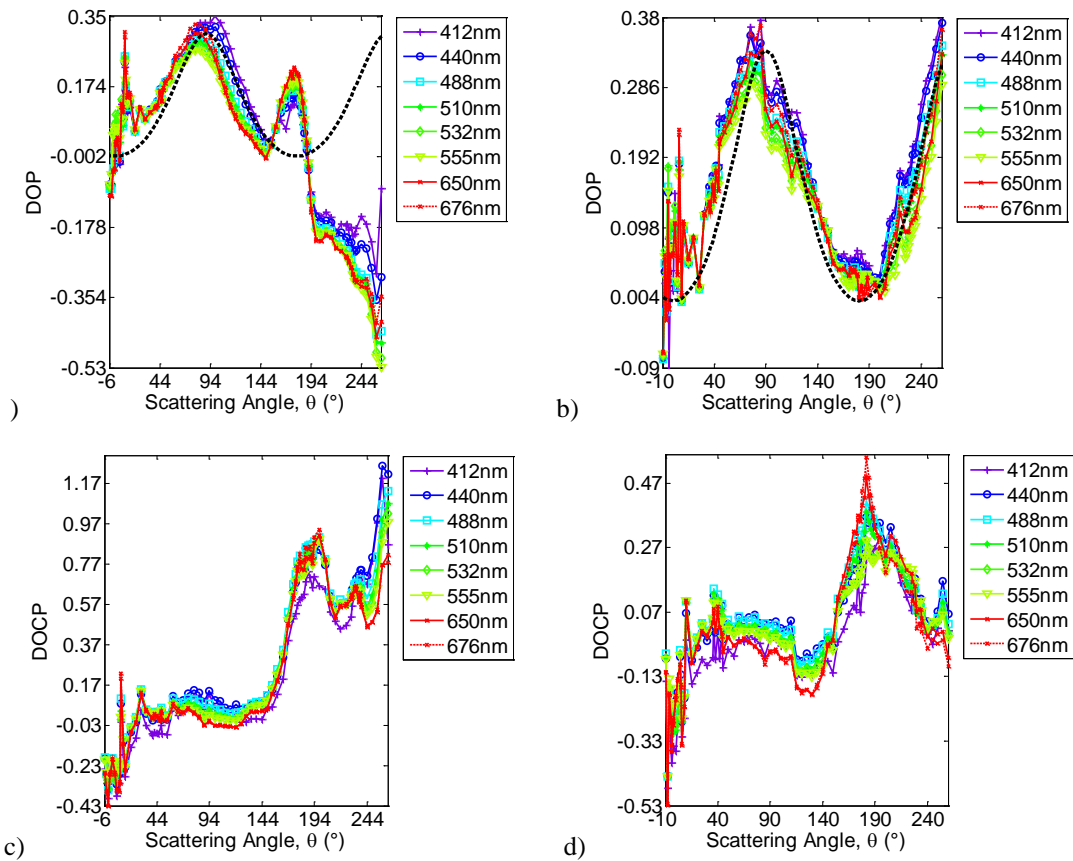 0.35
0.174
-0.002
-0.178
-0.354
-0.53
DOP
-6 44 94 144 194
Scattering Angle, θ (°)
412nm
440nm
488nm
510nm
532nm
555nm
650nm
676nm
)
0.38
0.286
0.192
0.098
0.004
-0.09
DOP
-10 40 90 140 190
Scattering Angle, θ (°)
412nm
440nm
488nm
510nm
532nm
555nm
650nm
676nm
b)
1.17
0.97
0.77
0.57
0.37
0.17
-0.03
-0.23
-0.43
DOCP
-6 44 94 144 194 244
Scattering Angle, θ (°)
412nm
440nm
488nm
510nm
532nm
555nm
650nm
676nm
c)
0.47
0.27
0.07
-0.13
-0.33
-0.53
DOCP
-10 40 90 140 190 240
Scattering Angle, θ (°)
412nm
440nm
488nm
510nm
532nm
555nm
650nm
676nm
d)